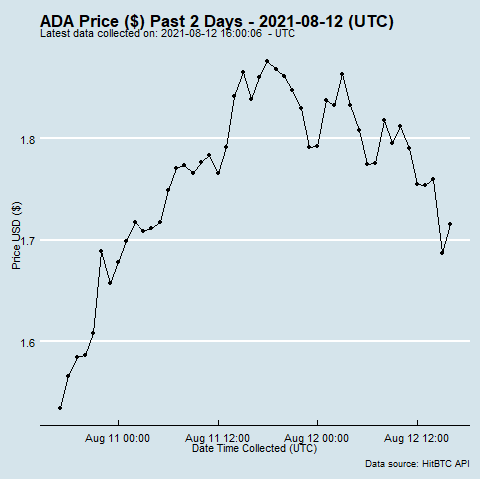 ADA Price ($) Past 2 Days - 2021-08-12 (UTC)
Latest data collected on: 2021-08-12 16:00:06  - UTC
Price USD ($)
1.8
1.7
1.6
Aug 11 00:00
Aug 11 12:00
Aug 12 00:00
Aug 12 12:00
Date Time Collected (UTC)
Data source: HitBTC API